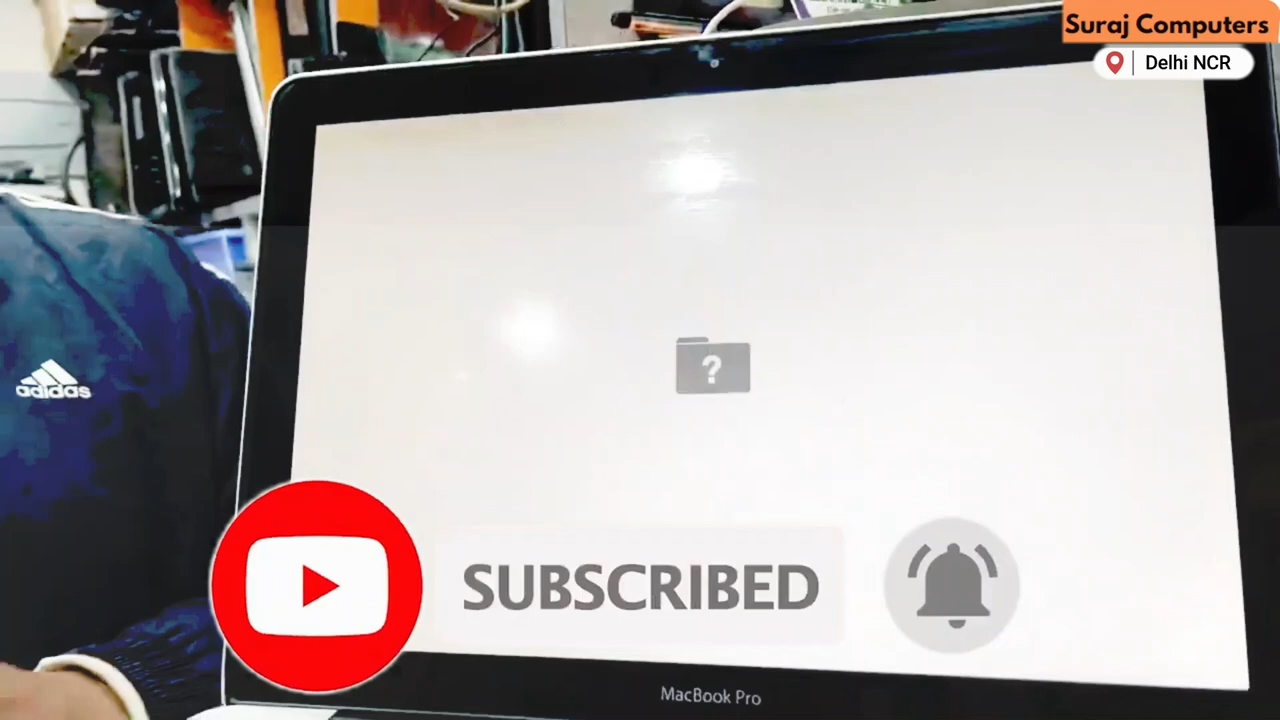 Suraj Computers
Delhi NCR
adidas
?
SUBSCRIBED
MacBook Pro